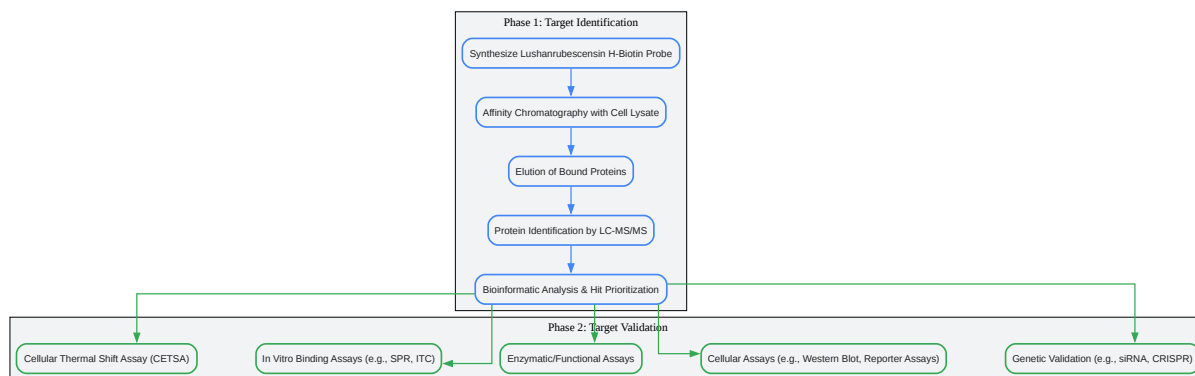 Phase 1: Target Identification
Synthesize Lushanrubescensin H-Biotin Probe
Affinity Chromatography with Cell Lysate
Elution of Bound Proteins
Protein Identification by LC-MS/MS
Bioinformatic Analysis & Hit Prioritization
Phase 2: Target Validation
Cellular Thermal Shift Assay (CETSA)
In Vitro Binding Assays (e.g., SPR, ITC)
Enzymatic/Functional Assays
Cellular Assays (e.g., Western Blot, Reporter Assays)
Genetic Validation (e.g., siRNA, CRISPR)